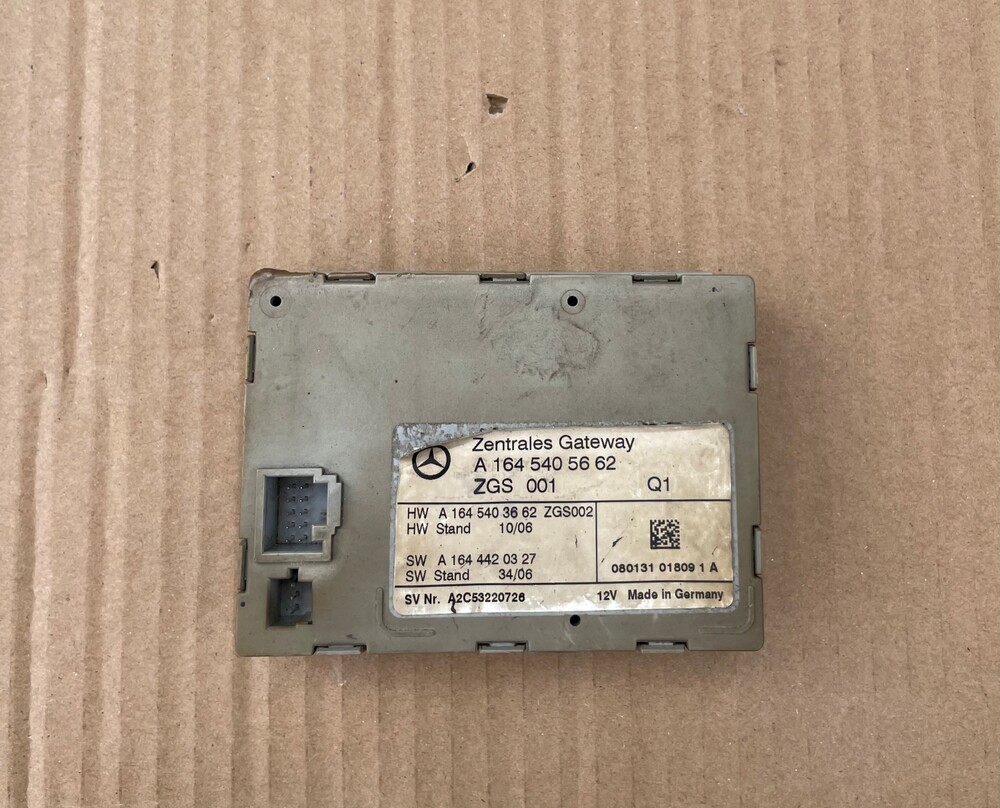 Zentrales Gateway
A 164 540 56 62
ZGS 001 Q1
HW A 164 540 36 62 ZGS002
HW Stand 10/06
SW A 164 442 03 27
SW Stand 34/06
080131 01809 1 A
SV Nr. A2C53220726 12V Made in Germany